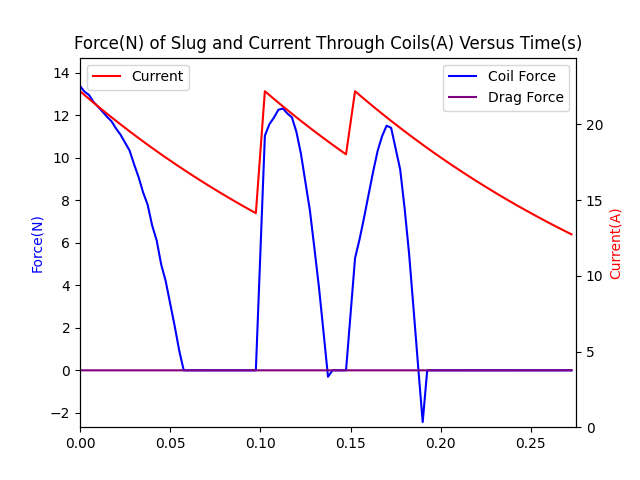 Force(N) of Slug and Current Through Coils(A) Versus Time(s)
Current
Coil Force
Drag Force
14
12
10
8
6
4
2
0
−2
Force(N)
20
15
10
5
0
Current(A)
0.00 0.05 0.10 0.15 0.20 0.25